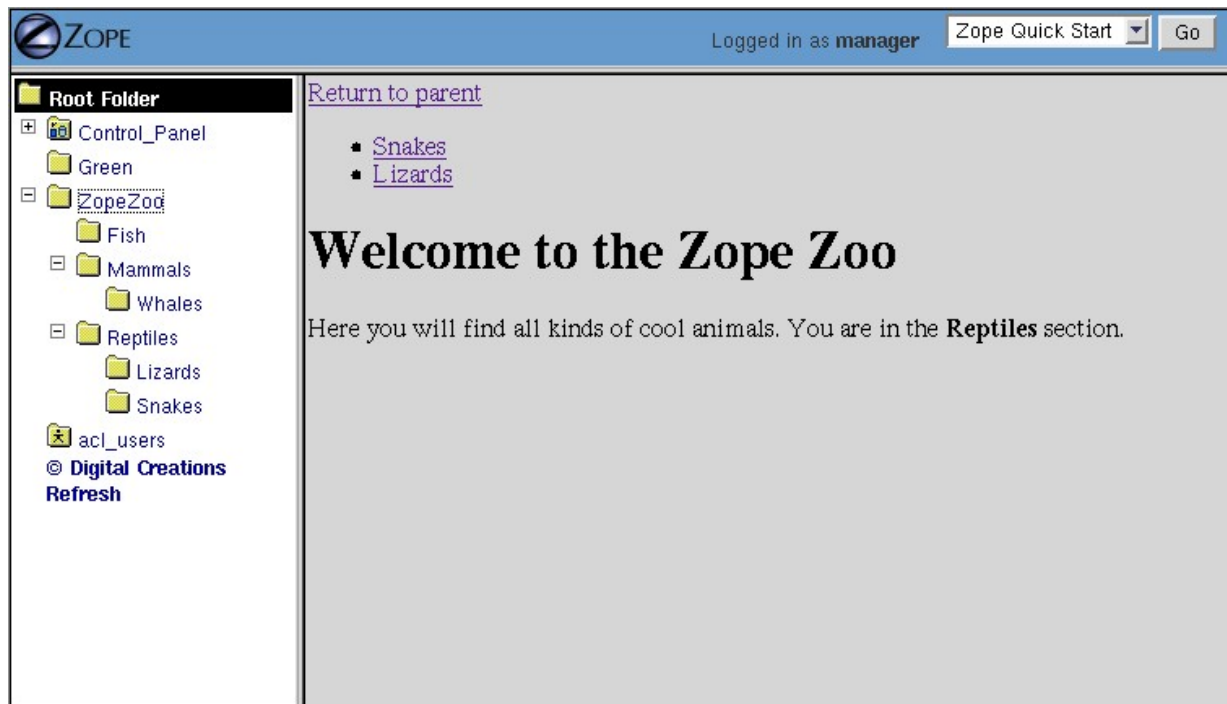 ZOPE
Logged in as manager
Zope Quick Start
Go
Root Folder
Control_Panel
Green
ZopeZoo
Fish
Mammals
Whales
Reptiles
Lizards
Snakes
acl_users
© Digital Creations
Refresh
Return to parent
Snakes
Lizards
Welcome to the Zope Zoo
Here you will find all kinds of cool animals. You are in the Reptiles section.